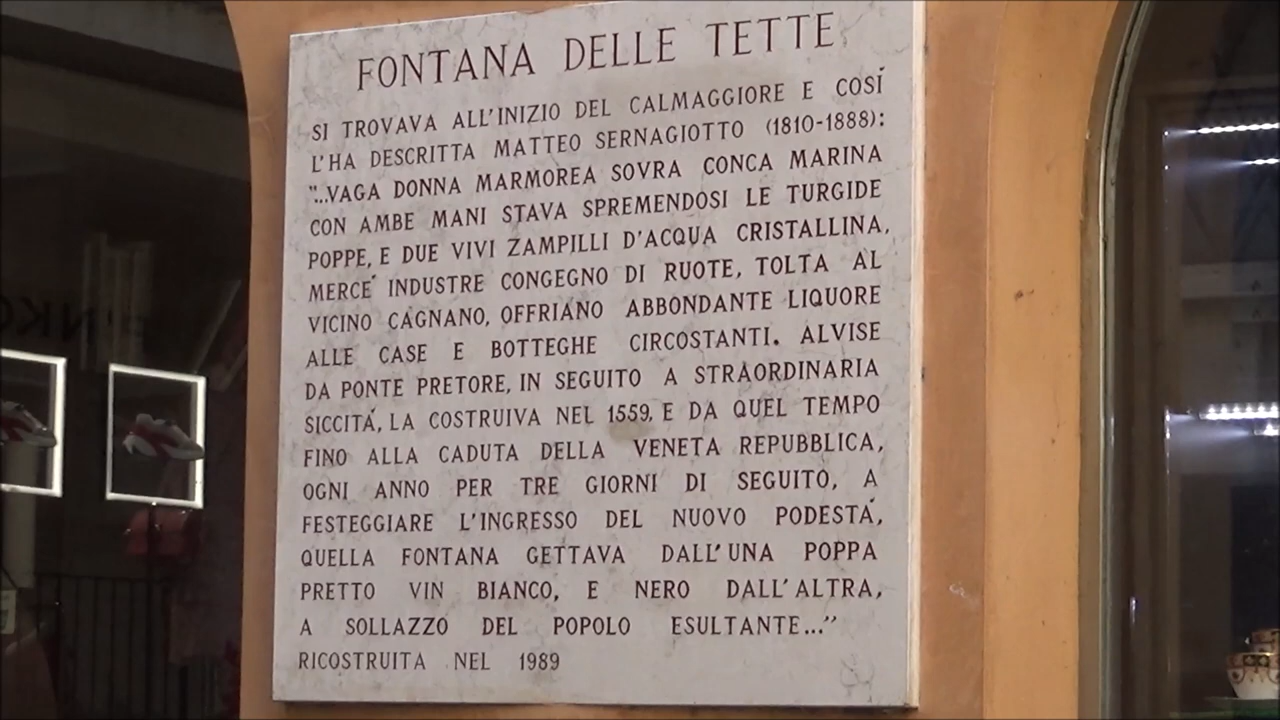 FONTANA DELLE TETTE
SI TROVAVA ALL'INIZIO DEL CALMAGGIORE E COSÍ
L'HA DESCRITTA MATTEO SERNAGIOTTO (1810-1888):
"...VAGA DONNA MARMOREA SOVRA CONCA MARINA
CON AMBE MANI STAVA SPREMENDOSI LE TURGIDE
POPPE, E DUE VIVI ZAMPILLI D'ACQUA CRISTALLINA,
MERCÉ INDUSTRE CONGEGNO DI RUOTE, TOLTA AL
VICINO CAGNANO, OFFRIANO ABBONDANTE LIQUORE
ALLE CASE E BOTTEGHE CIRCOSTANTI. ALVISE
DA PONTE PRETORE, IN SEGUITO A STRAORDINARIA
SICCITÁ, LA COSTRUIVA NEL 1559, E DA QUEL TEMPO
FINO ALLA CADUTA DELLA VENETA REPUBBLICA,
OGNI ANNO PER TRE GIORNI DI SEGUITO, A
FESTEGGIARE L'INGRESSO DEL NUOVO PODESTÁ,
QUELLA FONTANA GETTAVA DALL'UNA POPPA
PRETTO VIN BIANCO, E NERO DALL'ALTRA,
A SOLLAZZO DEL POPOLO ESULTANTE..."
RICOSTRUITA NEL 1989